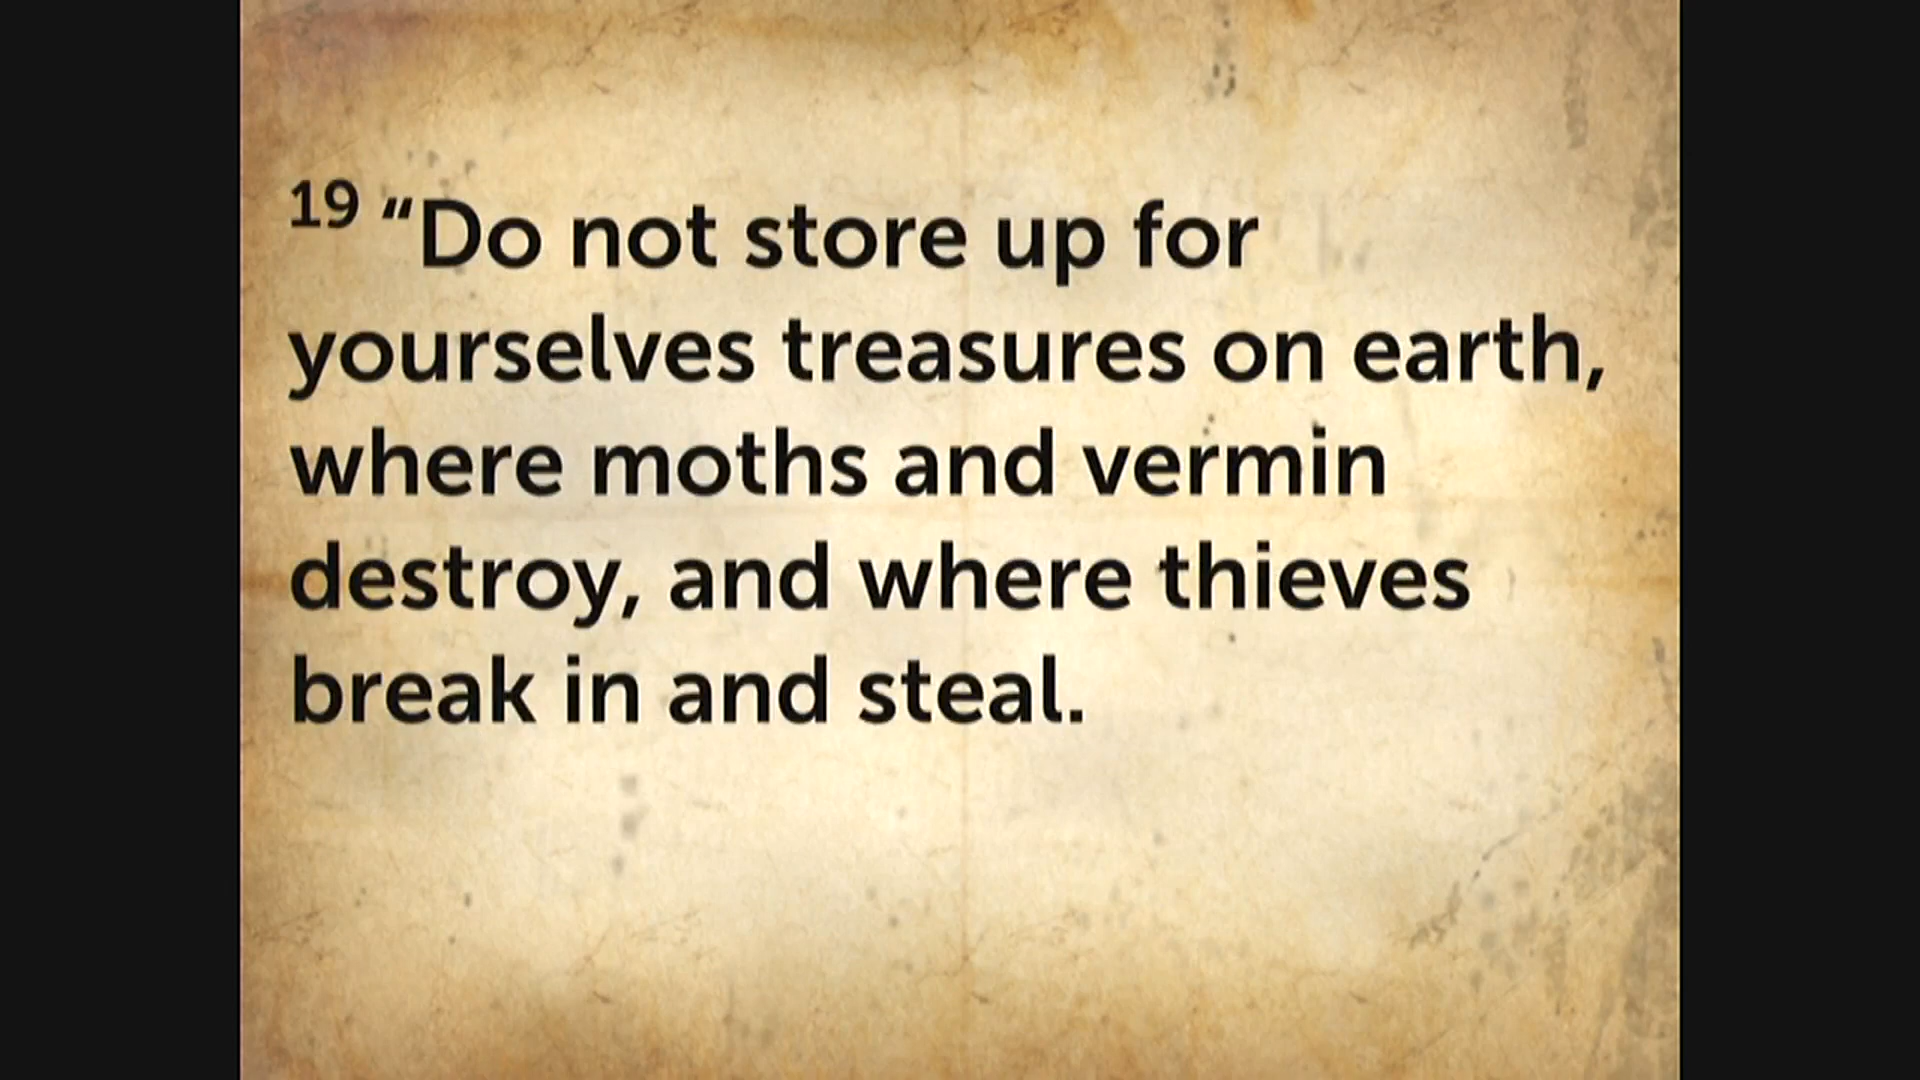 19 “Do not store up for
yourselves treasures on earth,
where moths and vermin
destroy, and where thieves
break in and steal.